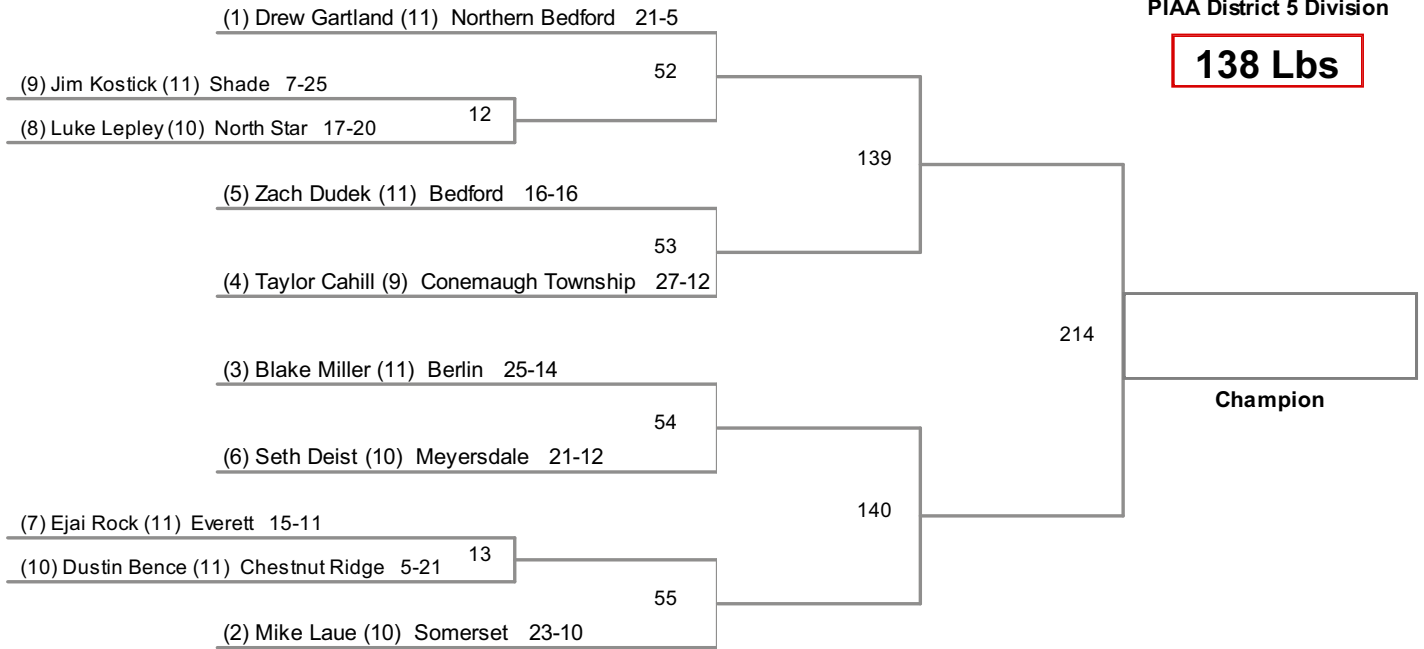 PIAA District 5 Division
138 Lbs
(1) Drew Gartland (11) Northern Bedford 21-5
52
(9) Jim Kostick (11) Shade 7-25
12
(8) Luke Lepley (10) North Star 17-20
139
(5) Zach Dudek (11) Bedford 16-16
53
(4) Taylor Cahill (9) Conemaugh Township 27-12
214
(3) Blake Miller (11) Berlin 25-14
Champion
54
(6) Seth Deist (10) Meyersdale 21-12
140
(7) Ejai Rock (11) Everett 15-11
13
(10) Dustin Bence (11) Chestnut Ridge 5-21
55
(2) Mike Laue (10) Somerset 23-10